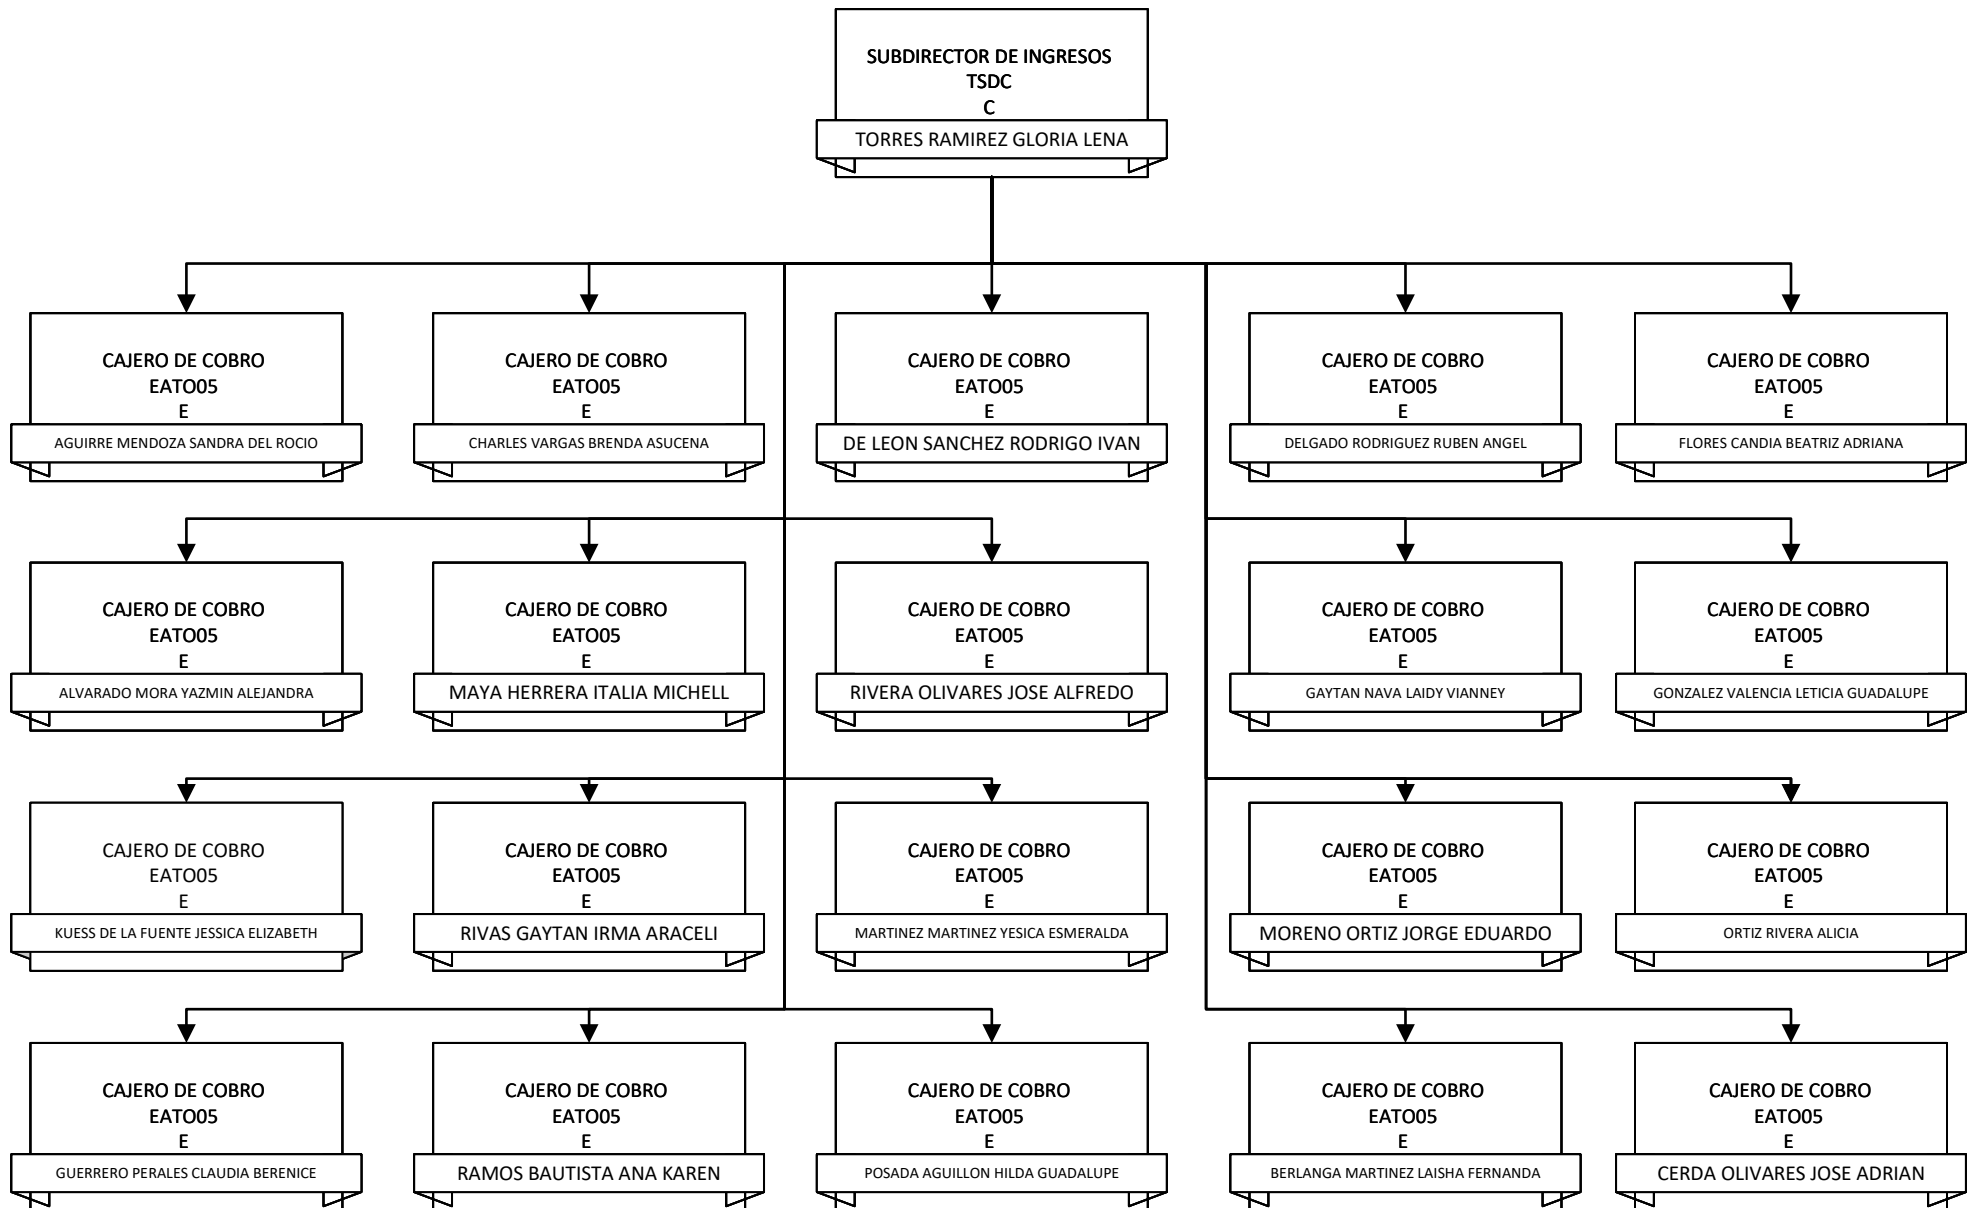 SUBDIRECTOR DE INGRESOS
TSDC
C
TORRES RAMIREZ GLORIA LENA
CAJERO DE COBRO
EATO05
E
AGUIRRE MENDOZA SANDRA DEL ROCIO
CAJERO DE COBRO
EATO05
E
CHARLES VARGAS BRENDA ASUCENA
CAJERO DE COBRO
EATO05
E
DE LEON SANCHEZ RODRIGO IVAN
CAJERO DE COBRO
EATO05
E
DELGADO RODRIGUEZ RUBEN ANGEL
CAJERO DE COBRO
EATO05
E
FLORES CANDIA BEATRIZ ADRIANA
CAJERO DE COBRO
EATO05
E
ALVARADO MORA YAZMIN ALEJANDRA
CAJERO DE COBRO
EATO05
E
MAYA HERRERA ITALIA MICHELL
CAJERO DE COBRO
EATO05
E
RIVERA OLIVARES JOSE ALFREDO
CAJERO DE COBRO
EATO05
E
GAYTAN NAVA LAIDY VIANNEY
CAJERO DE COBRO
EATO05
E
GONZALEZ VALENCIA LETICIA GUADALUPE
CAJERO DE COBRO
EATO05
E
KUESS DE LA FUENTE JESSICA ELIZABETH
CAJERO DE COBRO
EATO05
E
RIVAS GAYTAN IRMA ARACELI
CAJERO DE COBRO
EATO05
E
MARTINEZ MARTINEZ YESICA ESMERALDA
CAJERO DE COBRO
EATO05
E
MORENO ORTIZ JORGE EDUARDO
CAJERO DE COBRO
EATO05
E
ORTIZ RIVERA ALICIA
CAJERO DE COBRO
EATO05
E
GUERRERO PERALES CLAUDIA BERENICE
CAJERO DE COBRO
EATO05
E
RAMOS BAUTISTA ANA KAREN
CAJERO DE COBRO
EATO05
E
POSADA AGUILLON HILDA GUADALUPE
CAJERO DE COBRO
EATO05
E
BERLANGA MARTINEZ LAISHA FERNANDA
CAJERO DE COBRO
EATO05
E
CERDA OLIVARES JOSE ADRIAN